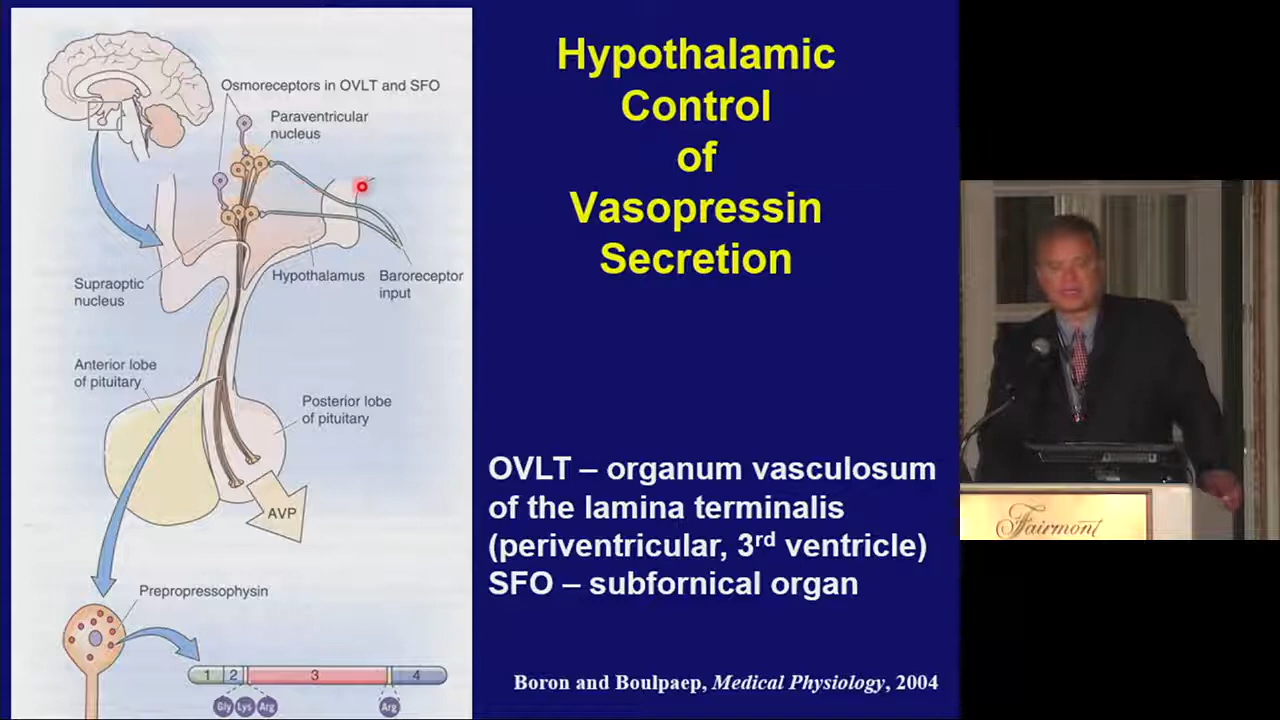 Osmoreceptors in OVLT and SFO
Paraventricular
nucleus
Supraoptic
nucleus
Hypothalamus
Baroreceptor
input
Anterior lobe
of pituitary
Posterior lobe
of pituitary
AVP
Prepropressophysin
1 2 3 4
Gly Lys Arg Arg
Hypothalamic
Control
of
Vasopressin
Secretion
OVLT – organum vasculosum
of the lamina terminalis
(periventricular, 3rd ventricle)
SFO – subfornical organ
Boron and Boulpaep, Medical Physiology, 2004
Fairmont